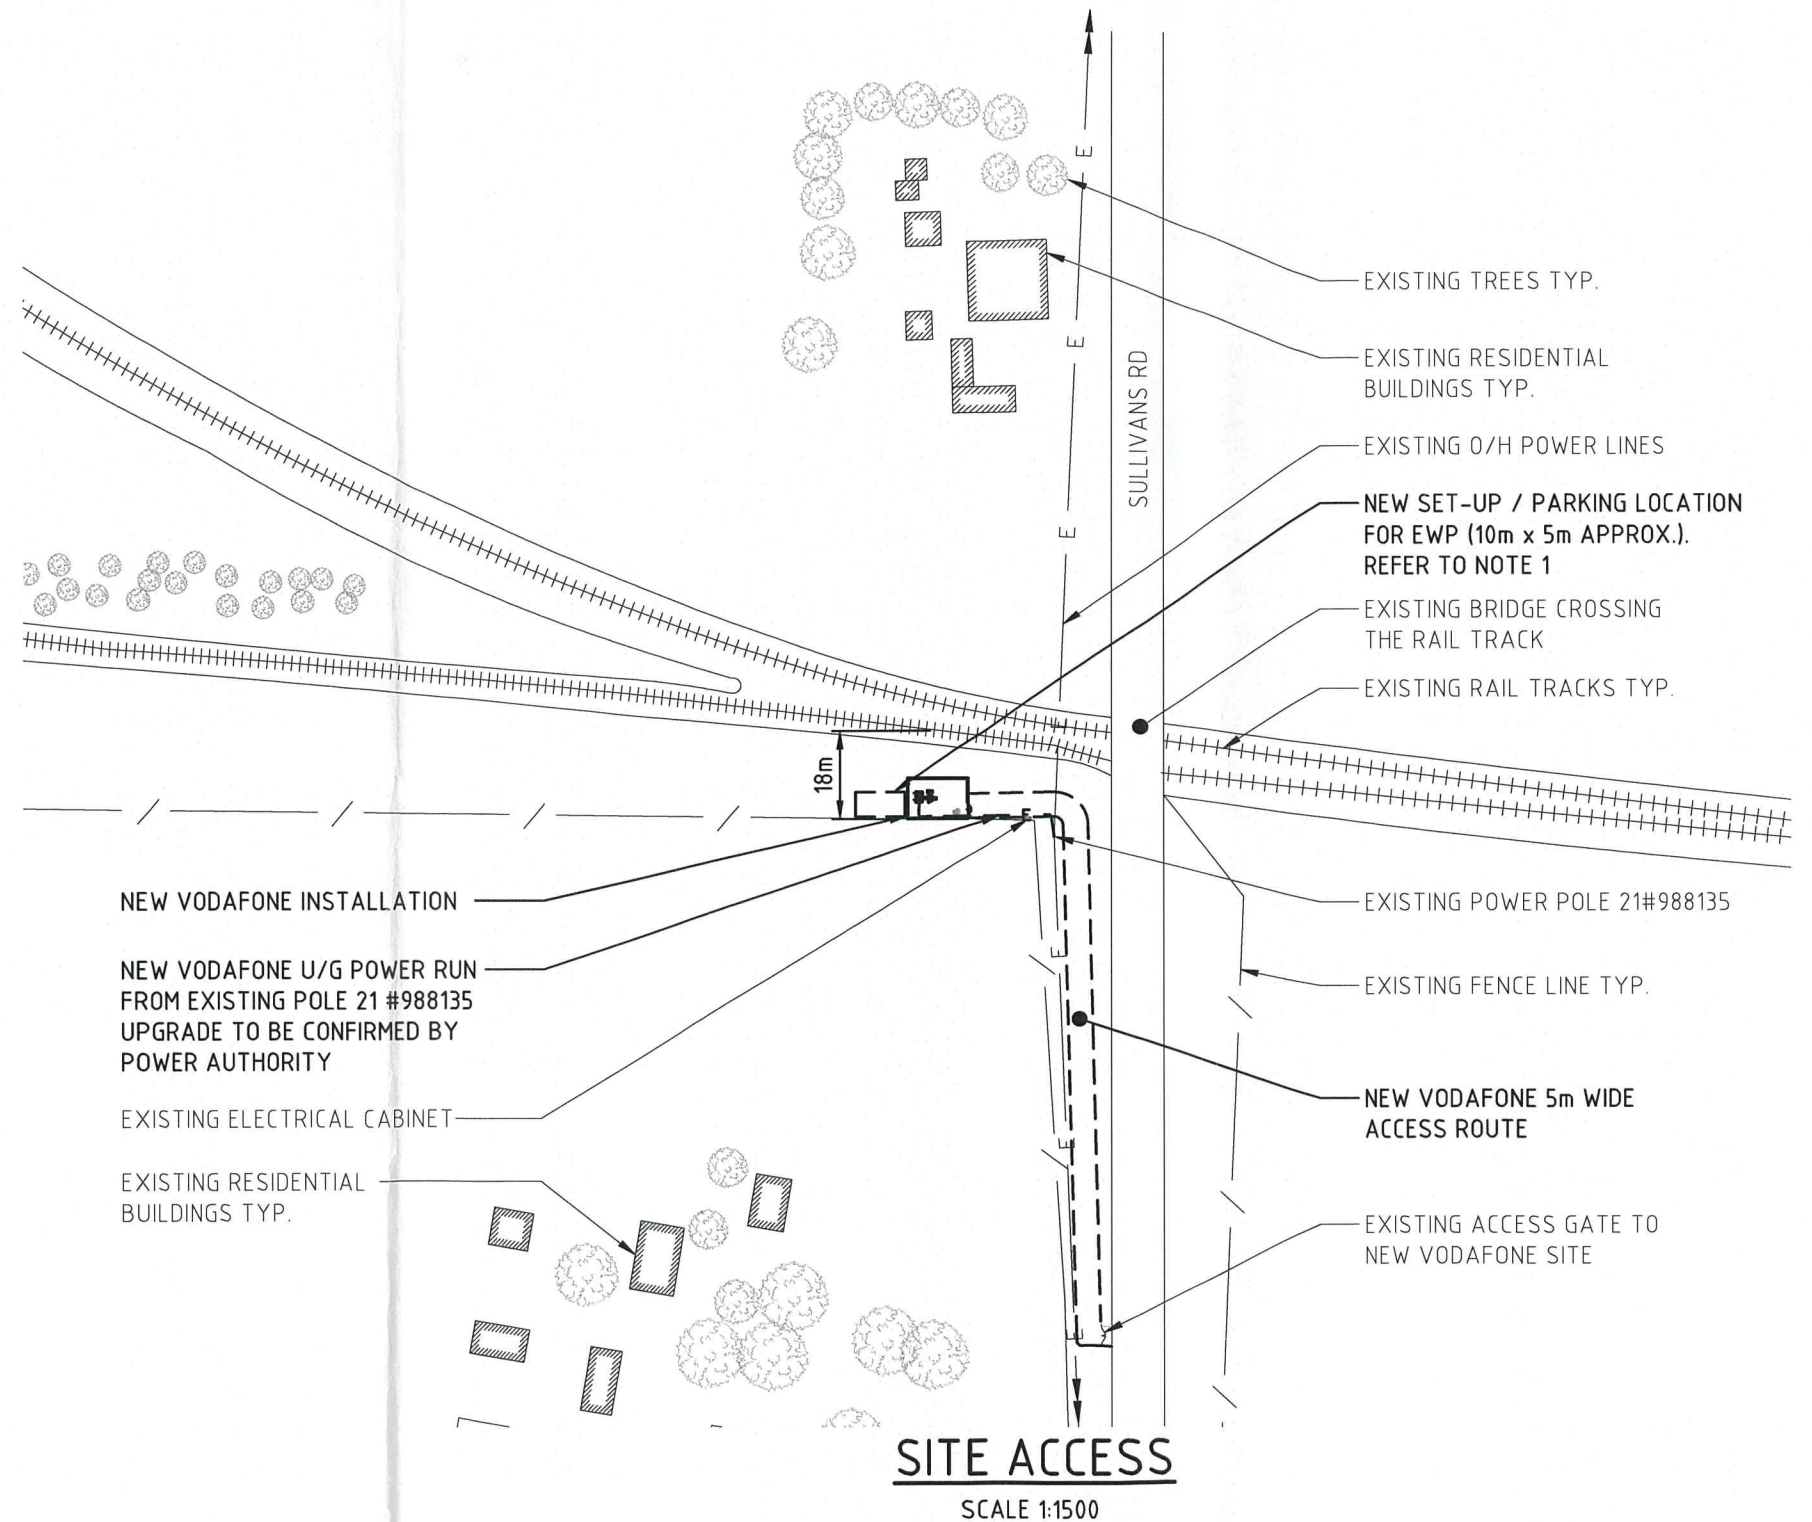 EXISTING TREES TYP.
EXISTING RESIDENTIAL
BUILDINGS TYP.
SULLIVANS RD
EXISTING O/H POWER LINES
NEW SET-UP / PARKING LOCATION
FOR EWP (10m x 5m APPROX.).
REFER TO NOTE 1
EXISTING BRIDGE CROSSING
THE RAIL TRACK
EXISTING RAIL TRACKS TYP.
18m
NEW VODAFONE INSTALLATION
EXISTING POWER POLE 21#988135
NEW VODAFONE U/G POWER RUN
FROM EXISTING POLE 21 #988135
UPGRADE TO BE CONFIRMED BY
POWER AUTHORITY
EXISTING FENCE LINE TYP.
EXISTING ELECTRICAL CABINET
NEW VODAFONE 5m WIDE
ACCESS ROUTE
EXISTING RESIDENTIAL
BUILDINGS TYP.
EXISTING ACCESS GATE TO
NEW VODAFONE SITE
E
E
E
E
E
E
E
E
SITE ACCESS
SCALE 1:1500